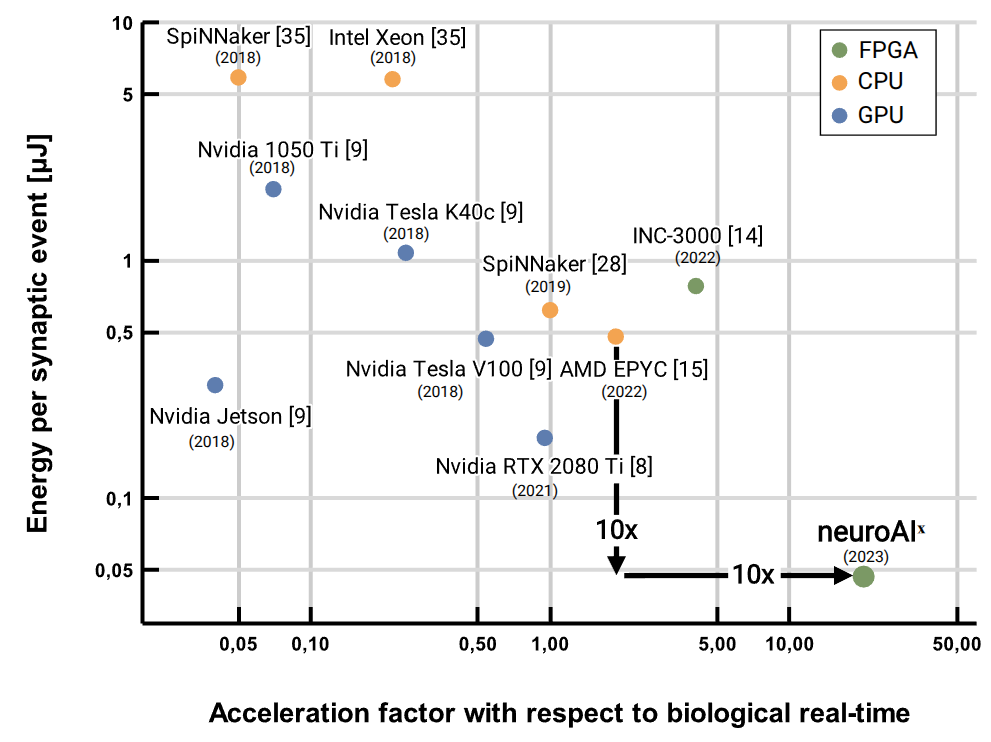 10
SpiNNaker [35]
(2018)
Intel Xeon [35]
(2018)
FPGA
CPU
GPU
5
Nvidia 1050 Ti [9]
(2018)
Nvidia Tesla K40c [9]
(2018)
INC-3000 [14]
(2022)
1
SpiNNaker [28]
(2019)
0,5
Nvidia Tesla V100 [9]
(2018)
AMD EPYC [15]
(2022)
Nvidia Jetson [9]
(2018)
Nvidia RTX 2080 Ti [8]
(2021)
0,1
10x
neuroAIˣ
(2023)
0,05
10x
0,05
0,10
0,50
1,00
5,00
10,00
50,00
Energy per synaptic event [µJ]
Acceleration factor with respect to biological real-time